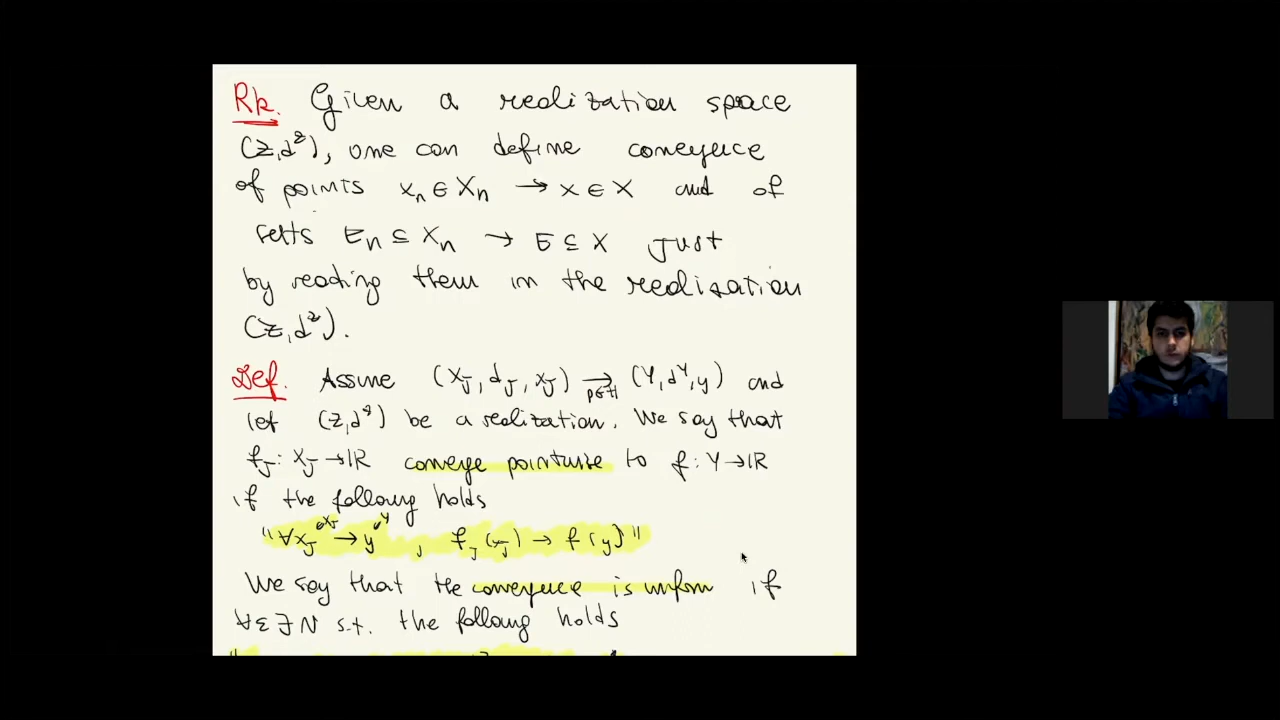 Rk. Given a realization space
(Z,d^Z), one can define convergence
of points x_n ∈ X_n → x ∈ X and of
sets E_n ⊆ X_n → E ⊆ X just
by reading them in the realization
(Z,d^Z).
Def. Assume (X_J, d_J, x_J) → pGH (Y, d^Y, y) and
let (Z,d^Z) be a realization. We say that
f_J : X_J → ℝ converge pointwise to f : Y → ℝ
if the following holds
"∀ x_J ∈ X_J → y ∈ Y, f_J(x_J) → f(y)"
We say that the convergence is uniform if
∀ε ∃N s.t. the following holds